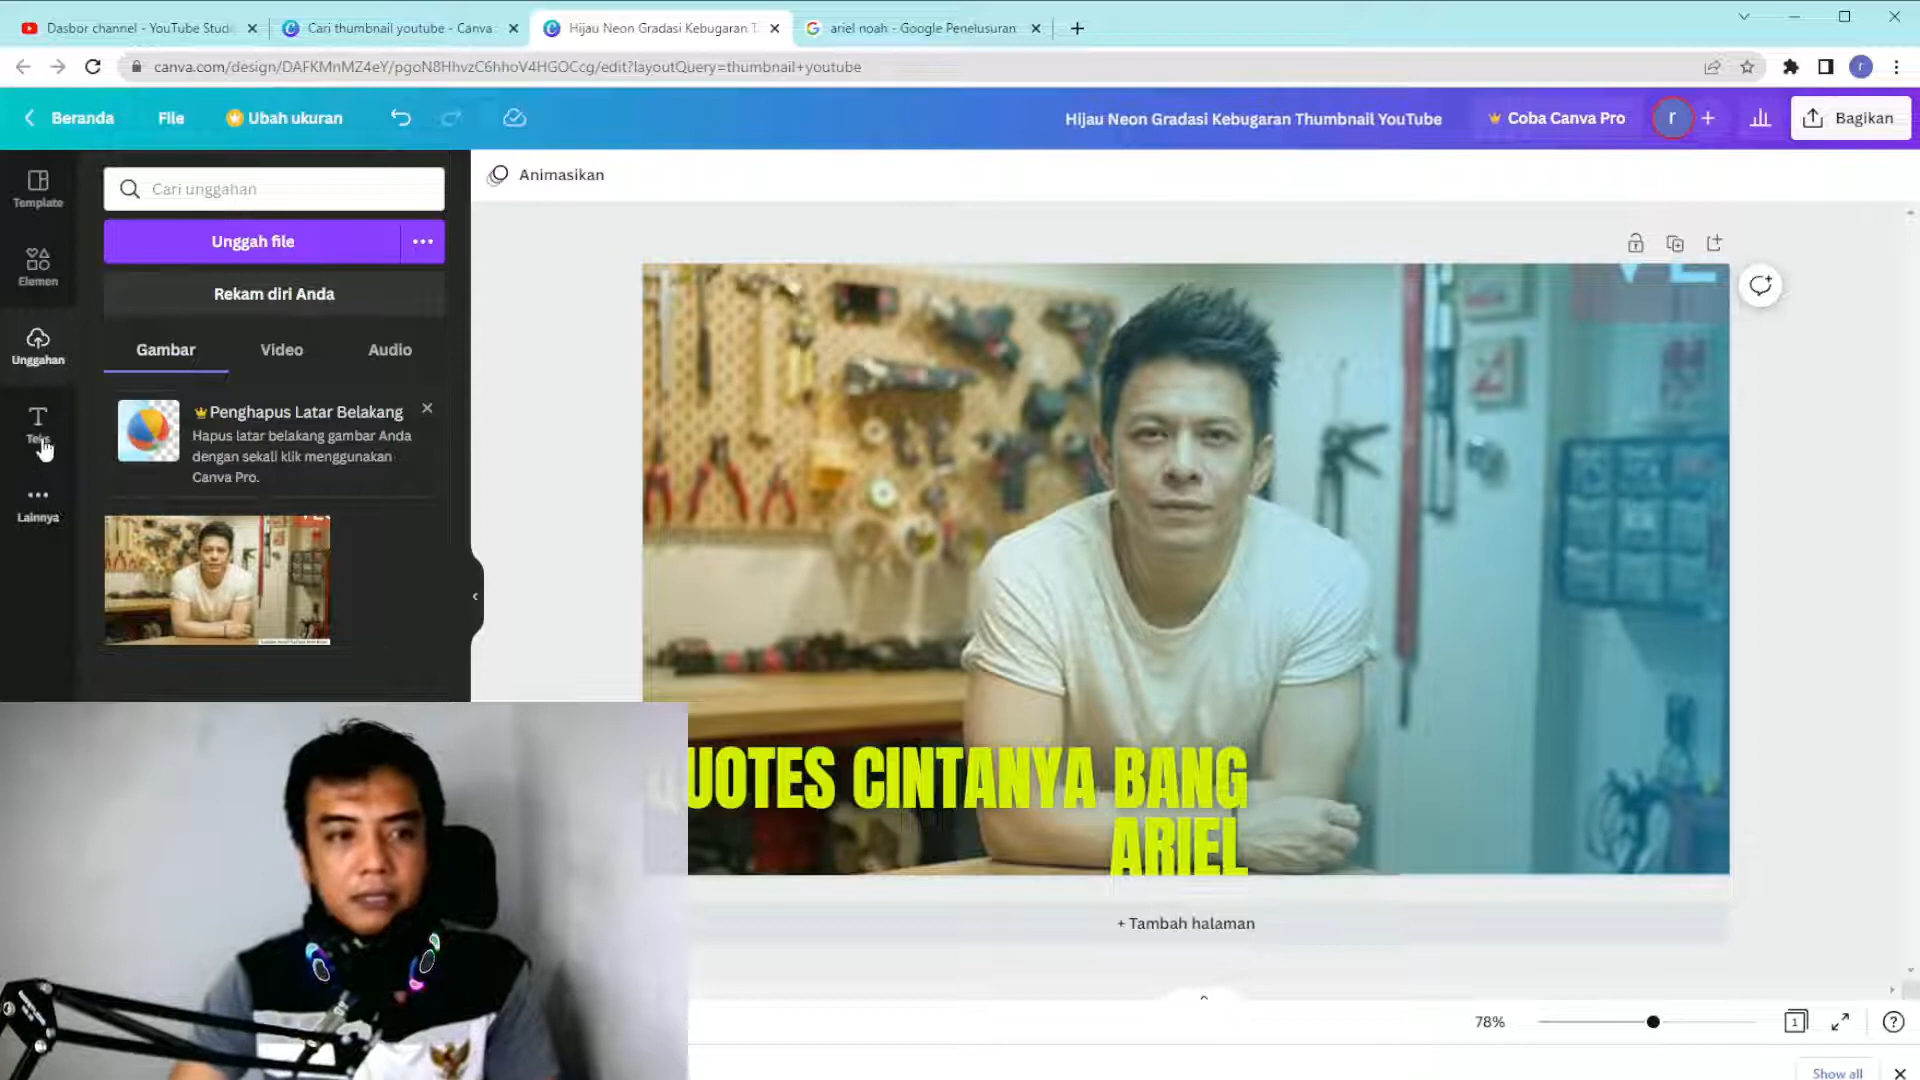 Dasbor channel - YouTube Stud
Cari thumbnail youtube - Canva
Hijau Neon Gradasi Kebugaran T
ariel noah - Google Penelusuran
canva.com/design/DAFKMnMZ4eY/pgoN8HhvzC6hhoV4HGOCcg/edit?layoutQuery=thumbnail+youtube
Beranda
File
Ubah ukuran
Hijau Neon Gradasi Kebugaran Thumbnail YouTube
Coba Canva Pro
r
Bagikan
Template
Elemen
Unggahan
Teks
Lainnya
Cari unggahan
Unggah file
Rekam diri Anda
Gambar
Video
Audio
Penghapus Latar Belakang
Hapus latar belakang gambar Anda
dengan sekali klik menggunakan
Canva Pro.
Animasikan
QUOTES CINTANYA BANG
ARIEL
+ Tambah halaman
78%
1
Show all